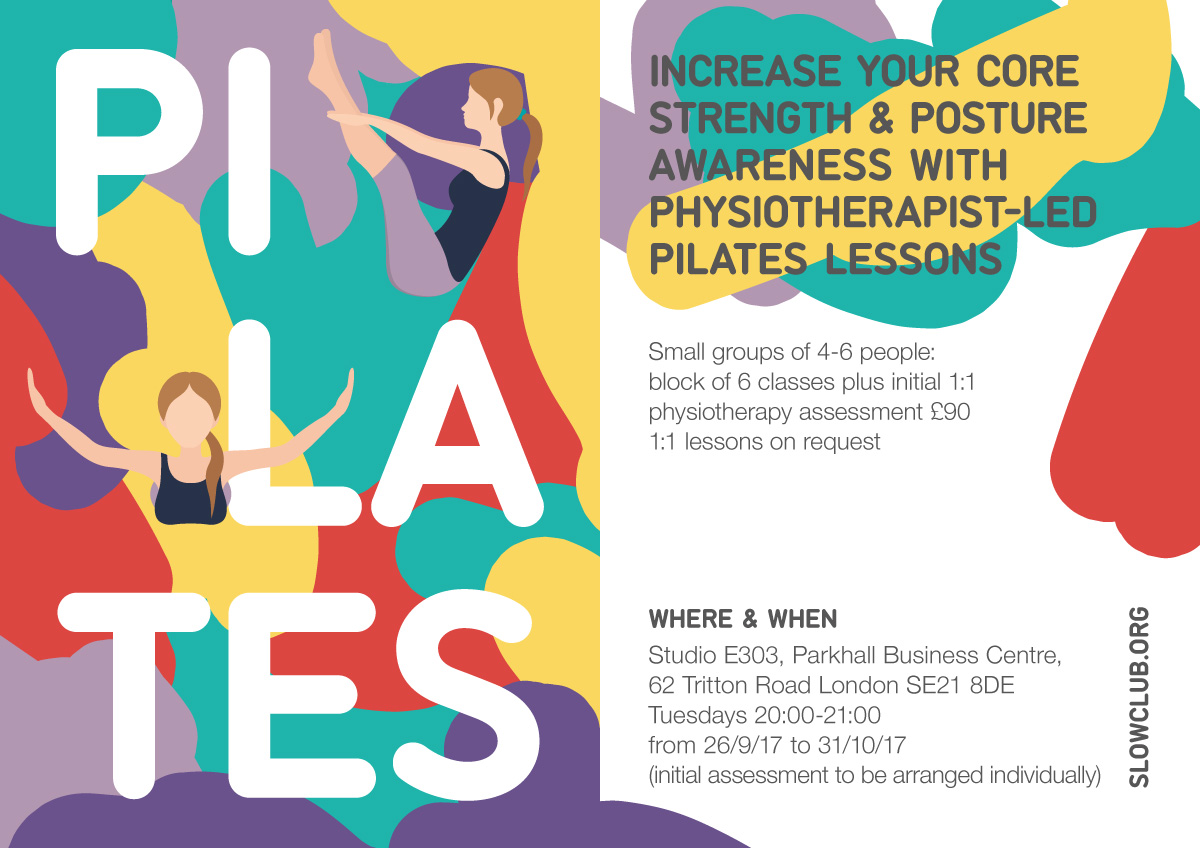 PI
LA
TES
INCREASE YOUR CORE
STRENGTH & POSTURE
AWARENESS WITH
PHYSIOTHERAPIST-LED
PILATES LESSONS
Small groups of 4-6 people:
block of 6 classes plus initial 1:1
physiotherapy assessment £90
1:1 lessons on request
WHERE & WHEN
Studio E303, Parkhall Business Centre,
62 Tritton Road London SE21 8DE
Tuesdays 20:00-21:00
from 26/9/17 to 31/10/17
(initial assessment to be arranged individually)
SLOWCLUB.ORG